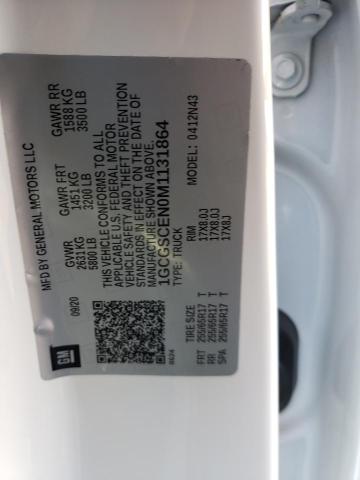 MFD BY GENERAL MOTORS LLC
09/20
GVWR
2631 KG
5800 LB
GAWR FRT
1451 KG
3200 LB
GAWR RR
1588 KG
3500 LB
THIS VEHICLE CONFORMS TO ALL
APPLICABLE U.S. FEDERAL MOTOR
VEHICLE SAFETY AND THEFT PREVENTION
STANDARDS IN EFFECT ON THE DATE OF
MANUFACTURE SHOWN ABOVE.
1GCGSCEN0M1131864
TYPE: TRUCK
MODEL: 0412N43
TIRE SIZE RIM
FRT 255/65R17 T 17X8.0J
RR 255/65R17 T 17X8.0J
SPA 255/65R17 T 17X8J
GM
8624